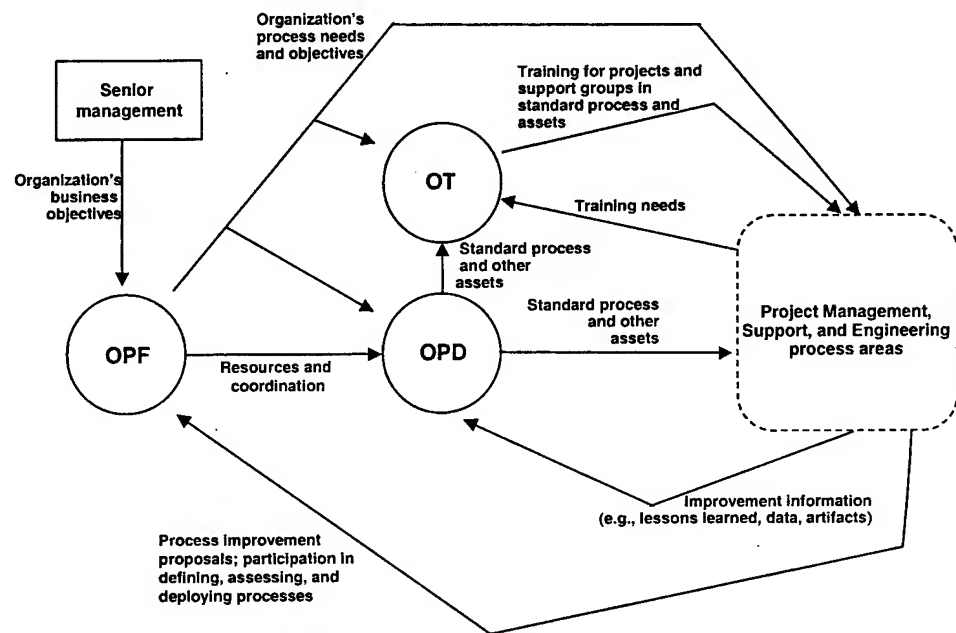 Organization's
process needs
and objectives
Training for projects and
support groups in
standard process and
assets
Senior
management
Organization's
business
objectives
OT
Training needs
Standard process
and other
assets
Standard process
and other
assets
Project Management,
Support, and Engineering
process areas
OPF
OPD
Resources and
coordination
Improvement information
(e.g., lessons learned, data, artifacts)
Process improvement
proposals; participation in
defining, assessing, and
deploying processes